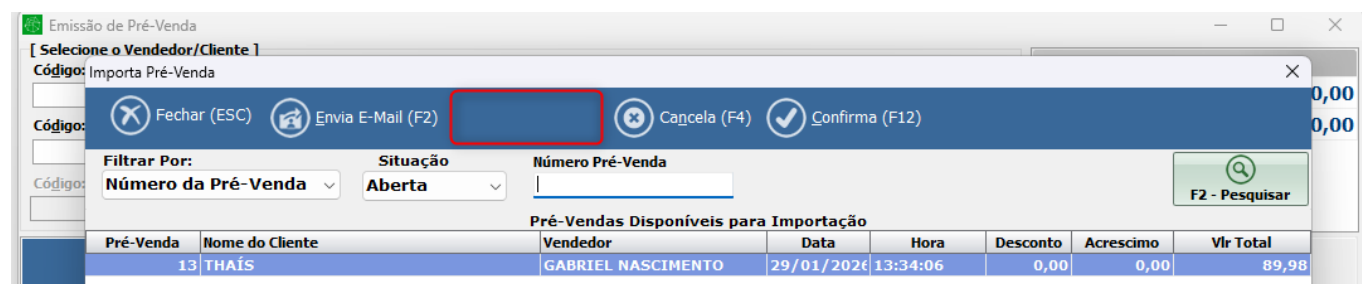 Emissão de Pré-Venda
[ Selecione o Vendedor/Cliente ]
Código:
Importa Pré-Venda
0,00
Fechar (ESC) Envia E-Mail (F2) Cancela (F4) Confirma (F12)
Código:
0,00
Filtrar Por: Situação Número Pré-Venda
Código:
Número da Pré-Venda Aberta
F2 - Pesquisar
Pré-Vendas Disponíveis para Importação
Pré-Venda Nome do Cliente Vendedor Data Hora Desconto Acrescimo Vlr Total
13 THAÍS GABRIEL NASCIMENTO 29/01/2026 13:34:06 0,00 0,00 89,98